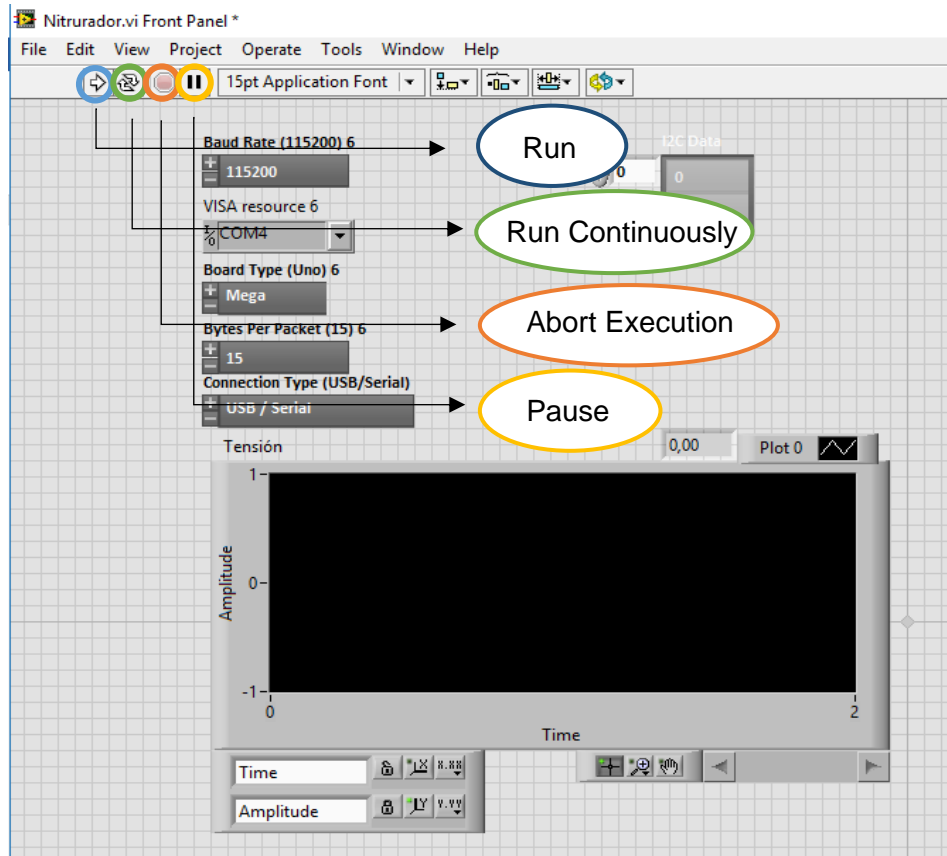 Nitrurador.vi Front Panel *
File Edit View Project Operate Tools Window Help
15pt Application Font
Baud Rate (115200) 6
115200
Run
I2C Data
0
0
VISA resource 6
COM4
Run Continuously
Board Type (Uno) 6
Mega
Bytes Per Packet (15) 6
15
Abort Execution
Connection Type (USB/Serial)
USB / Serial
Pause
Tensión
0,00
Plot 0
1
Amplitude
0
-1
0
2
Time
Time
X
X.XX
Amplitude
Y
Y.YY